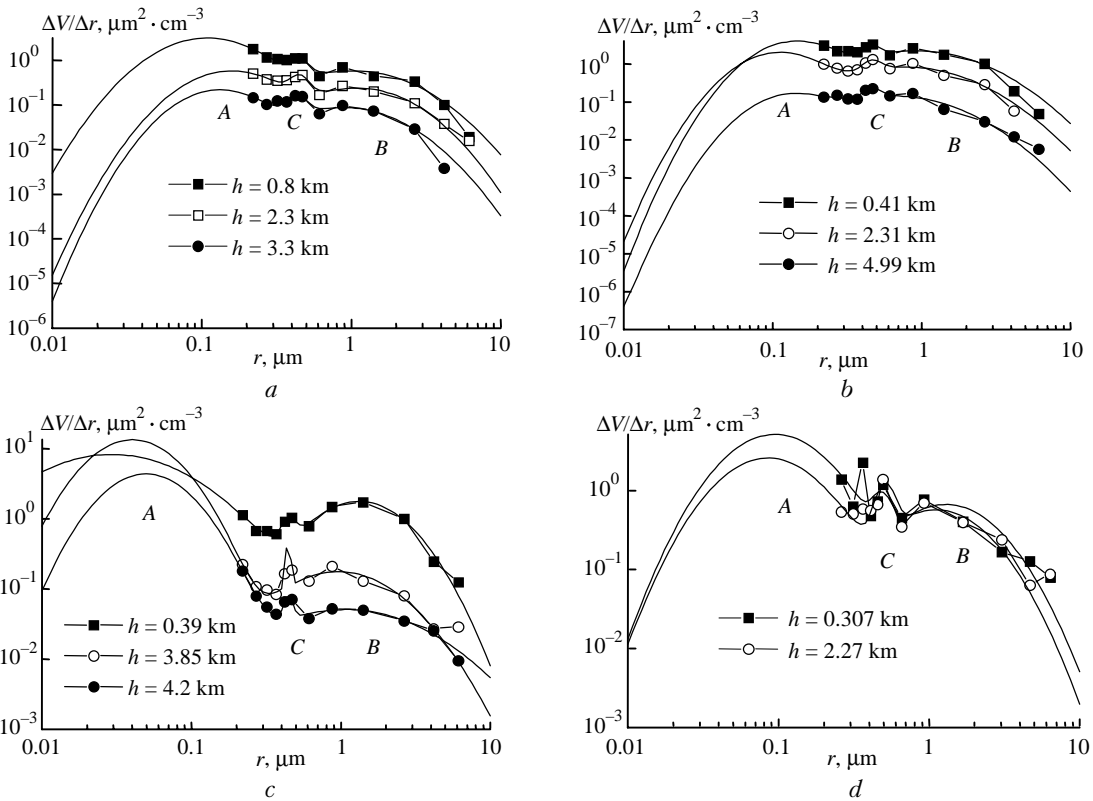 ΔV/Δr, μm² · cm⁻³
10⁰
10⁻¹
10⁻²
10⁻³
10⁻⁴
10⁻⁵
10⁻⁶
A
C
B
h = 0.8 km
h = 2.3 km
h = 3.3 km
0.01 0.1 1 10
r, μm
a
ΔV/Δr, μm² · cm⁻³
10¹
10⁰
10⁻¹
10⁻²
10⁻³
10⁻⁴
10⁻⁵
10⁻⁶
10⁻⁷
A
C
B
h = 0.41 km
h = 2.31 km
h = 4.99 km
0.01 0.1 1 10
r, μm
b
ΔV/Δr, μm² · cm⁻³
10¹
10⁰
10⁻¹
10⁻²
10⁻³
A
C
B
h = 0.39 km
h = 3.85 km
h = 4.2 km
0.01 0.1 1 10
r, μm
c
ΔV/Δr, μm² · cm⁻³
10⁰
10⁻¹
10⁻²
10⁻³
A
C
B
h = 0.307 km
h = 2.27 km
0.01 0.1 1 10
r, μm
d